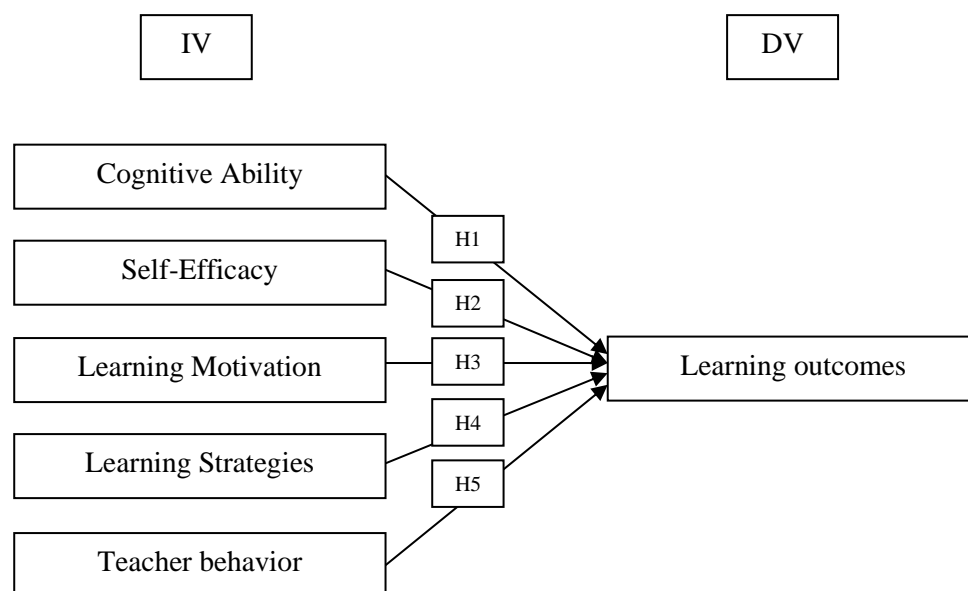 IV
DV
Cognitive Ability
H1
Self-Efficacy
H2
Learning Motivation
H3
Learning outcomes
H4
Learning Strategies
H5
Teacher behavior